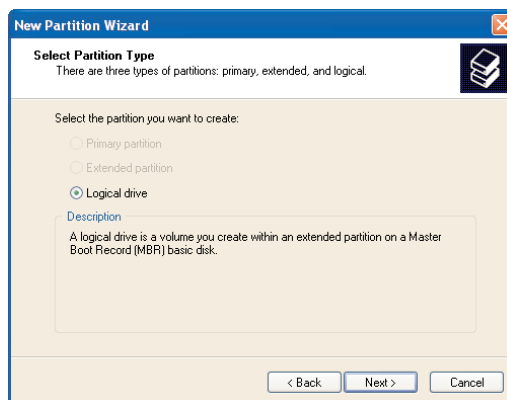 New Partition Wizard
Select Partition Type
There are three types of partitions: primary, extended, and logical.
Select the partition you want to create:
Primary partition
Extended partition
Logical drive
Description
A logical drive is a volume you create within an extended partition on a Master
Boot Record (MBR) basic disk.
< Back Next > Cancel